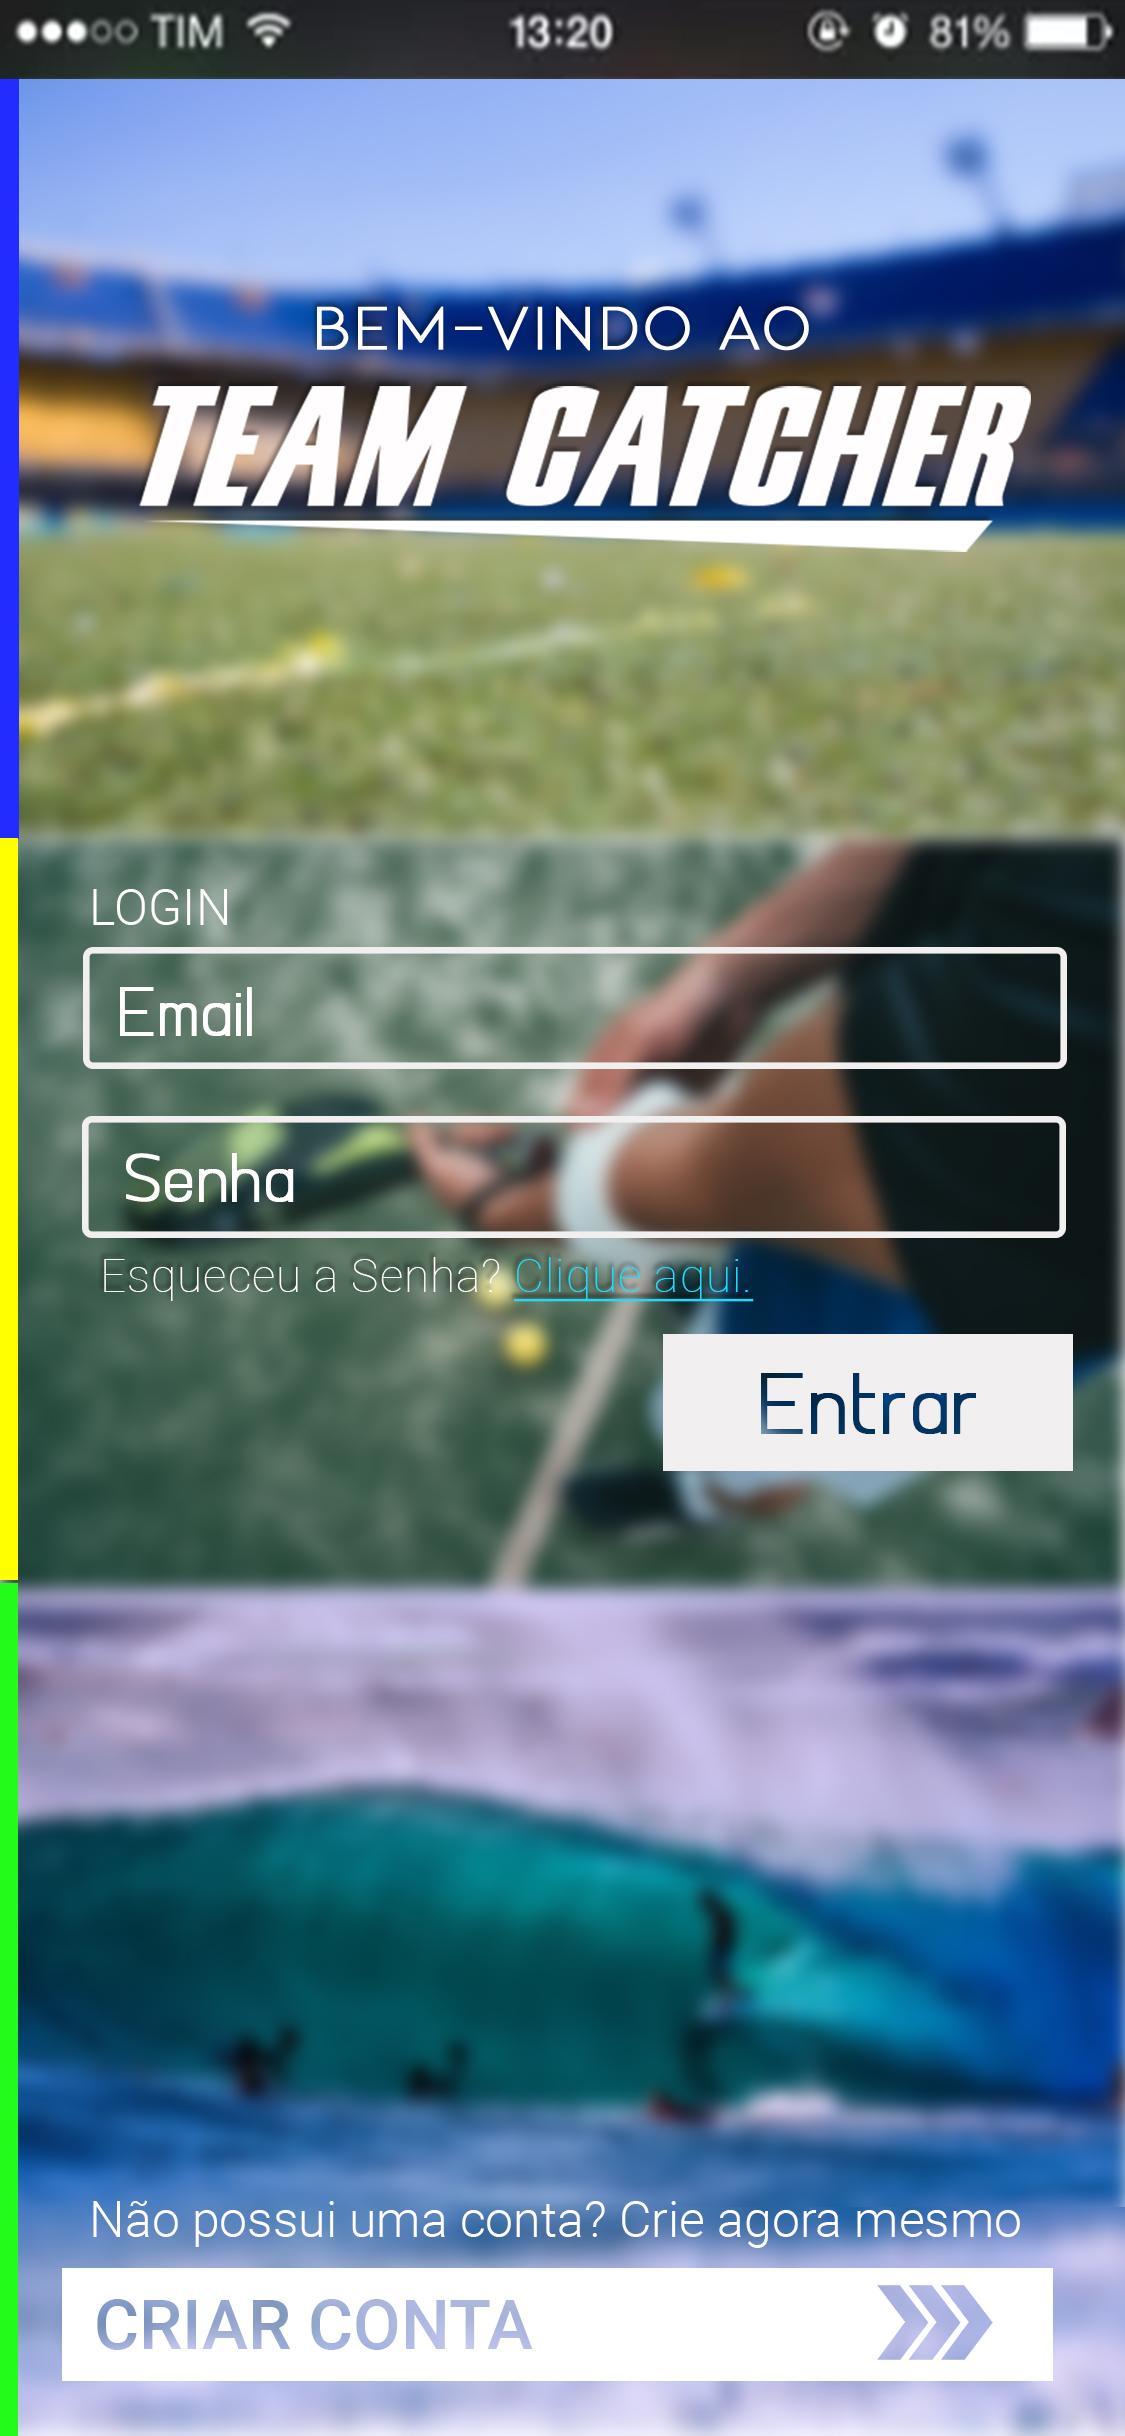 TIM 13:20 81%
BEM-VINDO AO
TEAM CATCHER
LOGIN
Email
Senha
Esqueceu a Senha? Clique aqui.
Entrar
Não possui uma conta? Crie agora mesmo
CRIAR CONTA